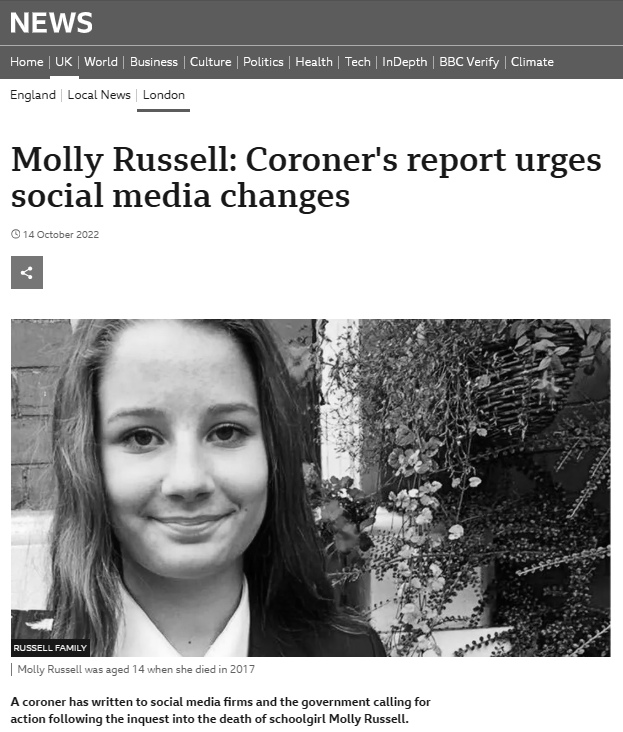 NEWS
Home UK World Business Culture Politics Health Tech InDepth BBC Verify Climate
England Local News London
Molly Russell: Coroner's report urges
social media changes
14 October 2022
RUSSELL FAMILY
Molly Russell was aged 14 when she died in 2017
A coroner has written to social media firms and the government calling for
action following the inquest into the death of schoolgirl Molly Russell.